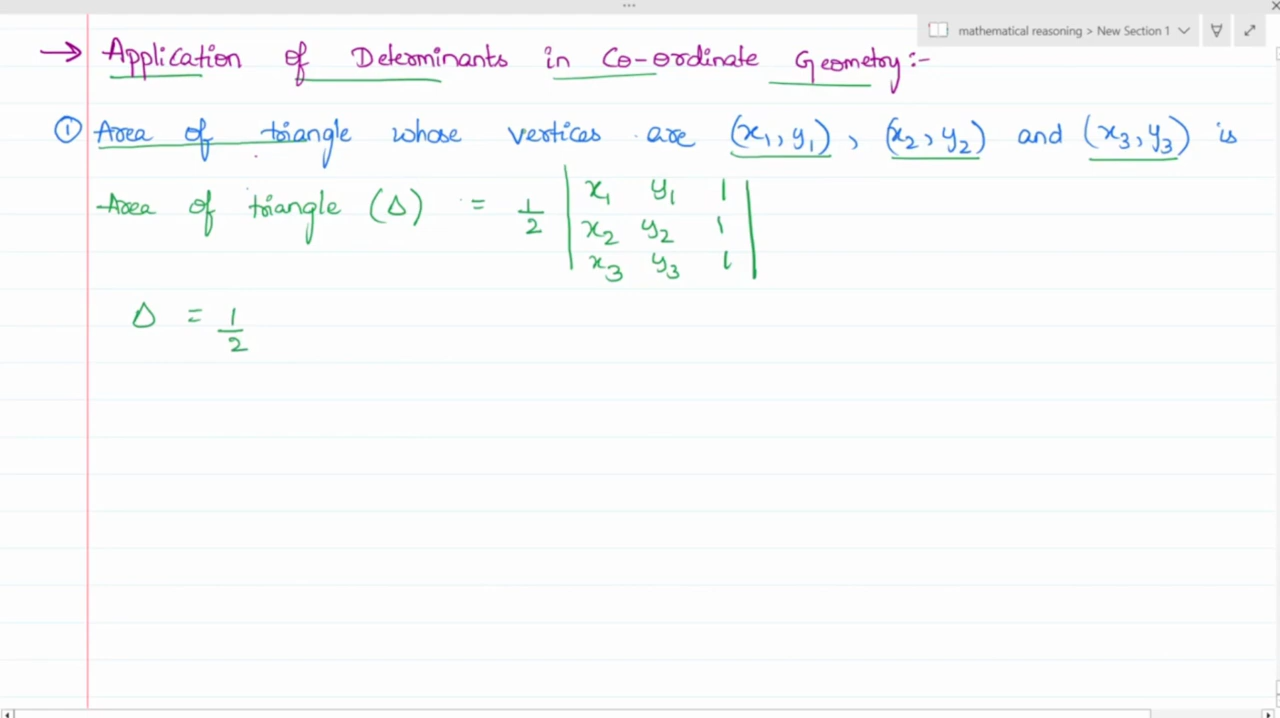 mathematical reasoning > New Section 1
→ Application of Determinants in Co-ordinate Geometry:-
① Area of triangle whose vertices are (x₁, y₁), (x₂, y₂) and (x₃, y₃) is
Area of triangle (Δ) = 1/2 | x₁ y₁ 1 |
| x₂ y₂ 1 |
| x₃ y₃ 1 |
Δ = 1/2